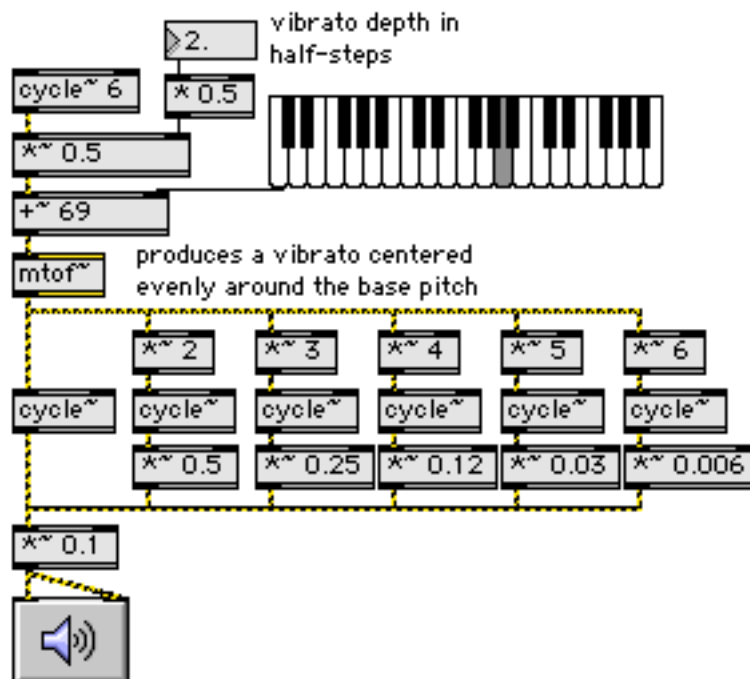 2.
vibrato depth in
half-steps
cycle~ 6
* 0.5
*~ 0.5
+~ 69
mtof~
produces a vibrato centered
evenly around the base pitch
*~ 2
*~ 3
*~ 4
*~ 5
*~ 6
cycle~
cycle~
cycle~
cycle~
cycle~
cycle~
*~ 0.5
*~ 0.25
*~ 0.12
*~ 0.03
*~ 0.006
*~ 0.1